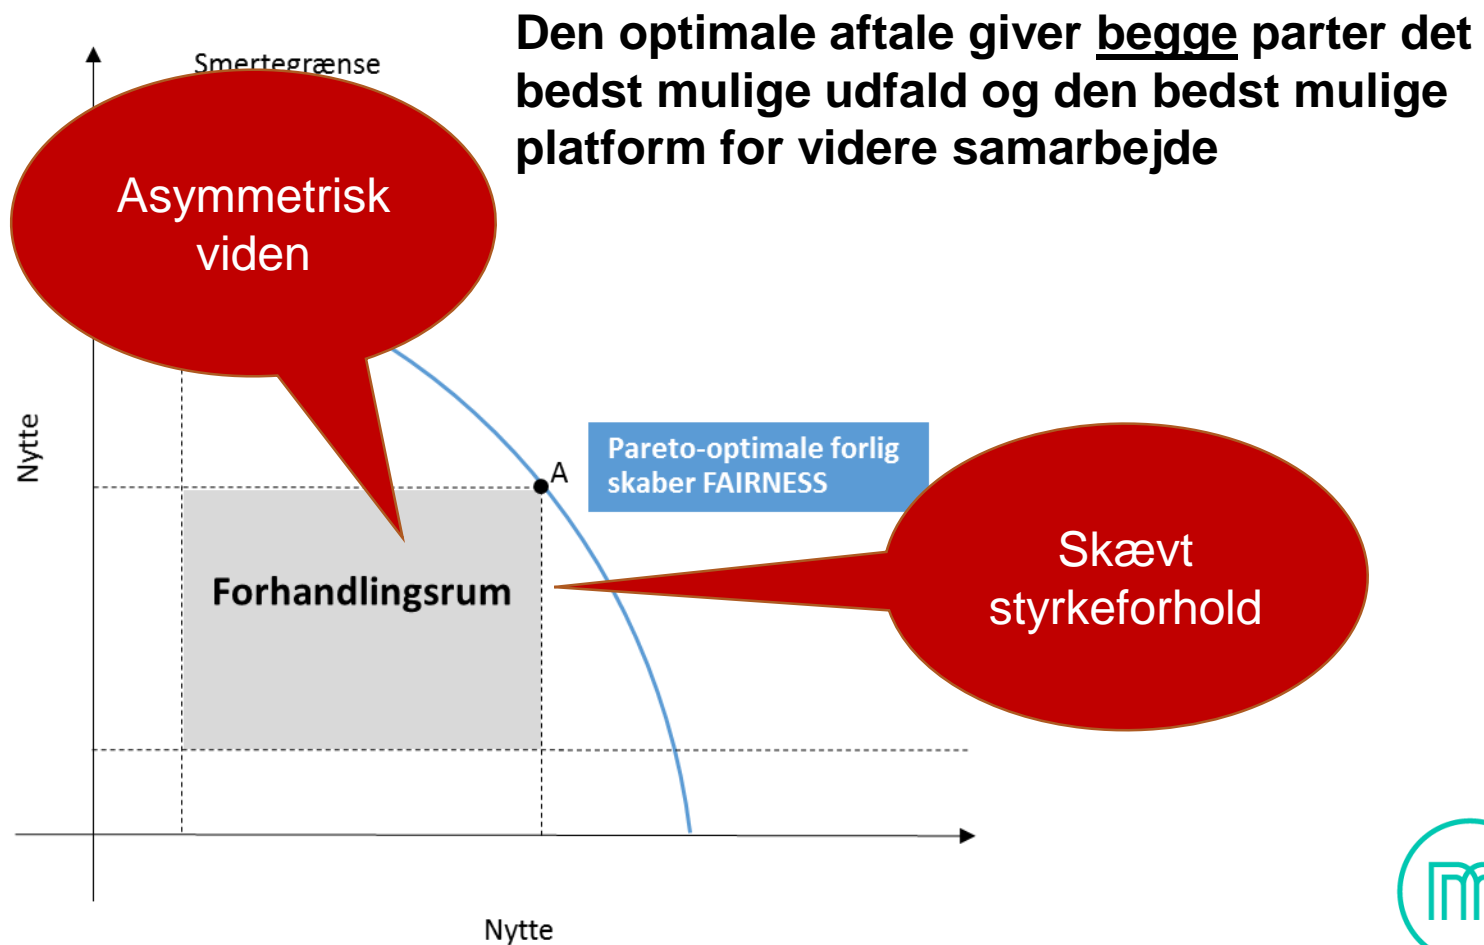 Den optimale aftale giver begge parter det
bedst mulige udfald og den bedst mulige
platform for videre samarbejde
Smertegrænse
Asymmetrisk
viden
Nytte
A
Pareto-optimale forlig
skaber FAIRNESS
Skævt
styrkeforhold
Forhandlingsrum
Nytte